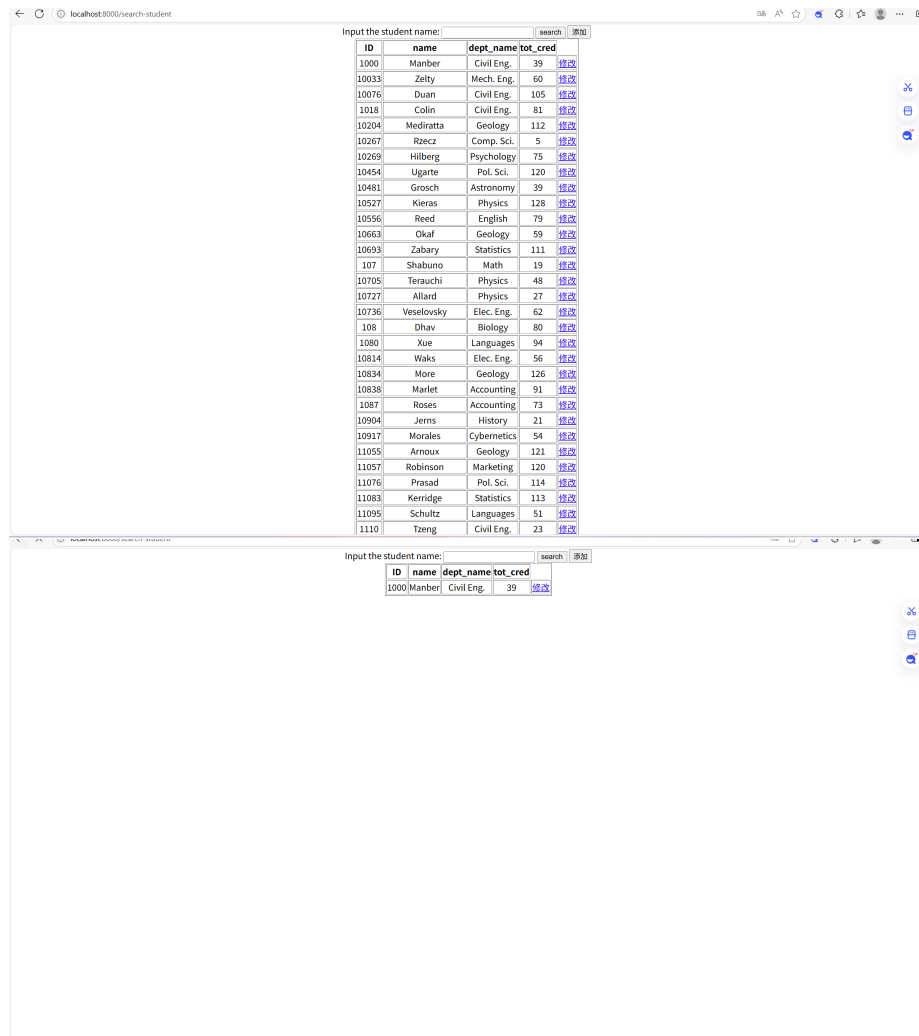 localhost:8000/search-student
Input the student name: search 添加
ID name dept_name tot_cred
1000 Manber Civil Eng. 39 修改
10033 Zelty Mech. Eng. 60 修改
10076 Duan Civil Eng. 105 修改
1018 Colin Civil Eng. 81 修改
10204 Mediratta Geology 112 修改
10267 Rzecz Comp. Sci. 5 修改
10269 Hilberg Psychology 75 修改
10454 Ugarte Pol. Sci. 120 修改
10481 Grosch Astronomy 39 修改
10527 Kieras Physics 128 修改
10556 Reed English 79 修改
10663 Okaf Geology 59 修改
10693 Zabary Statistics 111 修改
107 Shabuno Math 19 修改
10705 Terauchi Physics 48 修改
10727 Allard Physics 27 修改
10736 Veselovsky Elec. Eng. 62 修改
108 Dhav Biology 80 修改
1080 Xue Languages 94 修改
10814 Waks Elec. Eng. 56 修改
10834 More Geology 126 修改
10838 Marlet Accounting 91 修改
1087 Roses Accounting 73 修改
10904 Jerns History 21 修改
10917 Morales Cybernetics 54 修改
11055 Arnoux Geology 121 修改
11057 Robinson Marketing 120 修改
11076 Prasad Pol. Sci. 114 修改
11083 Kerridge Statistics 113 修改
11095 Schultz Languages 51 修改
1110 Tzeng Civil Eng. 23 修改
localhost:8000/search-student
Input the student name: search 添加
ID name dept_name tot_cred
1000 Manber Civil Eng. 39 修改